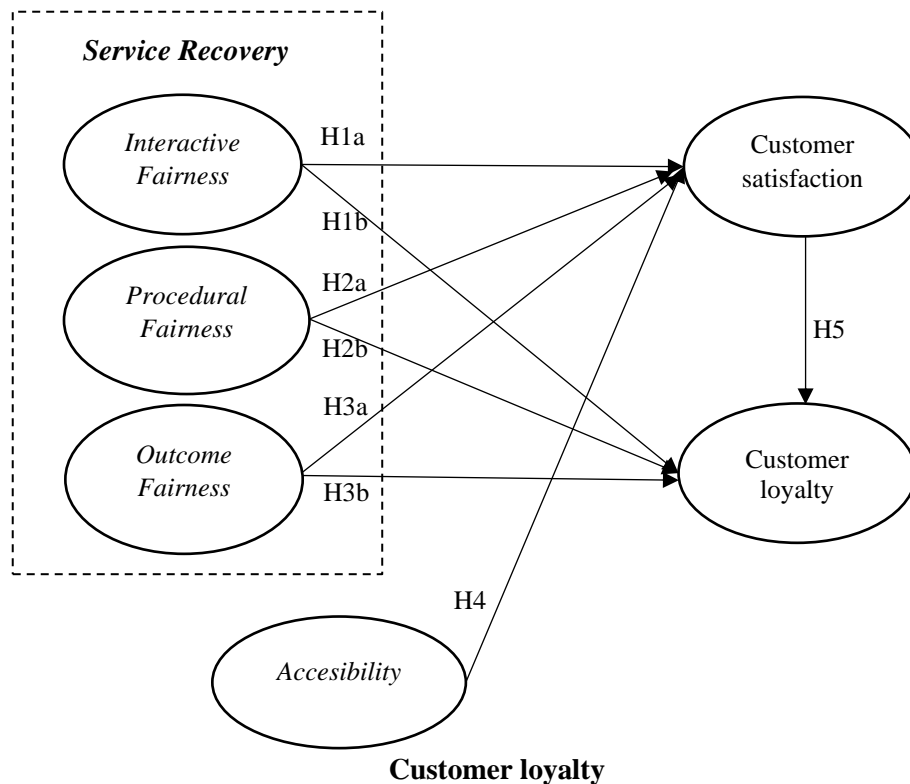 Service Recovery
Interactive
Fairness
H1a
Customer
satisfaction
H1b
Procedural
Fairness
H2a
H2b
H5
Outcome
Fairness
H3a
H3b
Customer
loyalty
H4
Accesibility
Customer loyalty